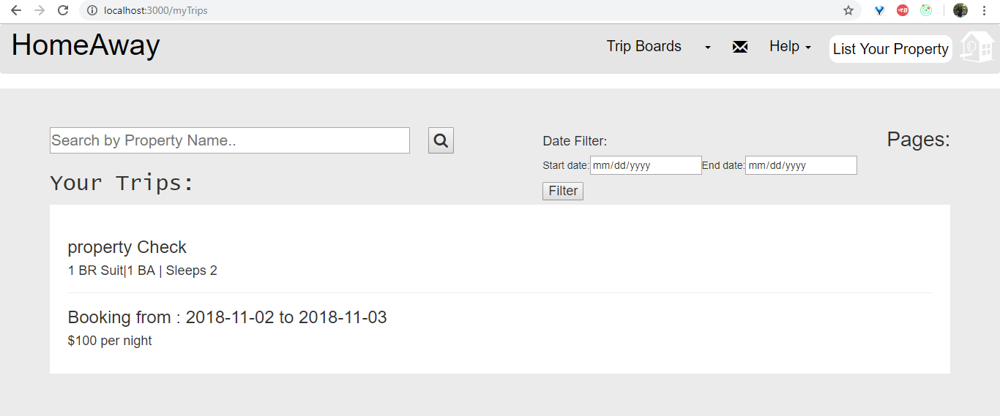 localhost:3000/myTrips
HomeAway
Trip Boards
Help
List Your Property
Search by Property Name..
Date Filter:
Pages:
Start date: mm/dd/yyyy End date: mm/dd/yyyy
Your Trips:
Filter
property Check
1 BR Suit|1 BA | Sleeps 2
Booking from : 2018-11-02 to 2018-11-03
$100 per night